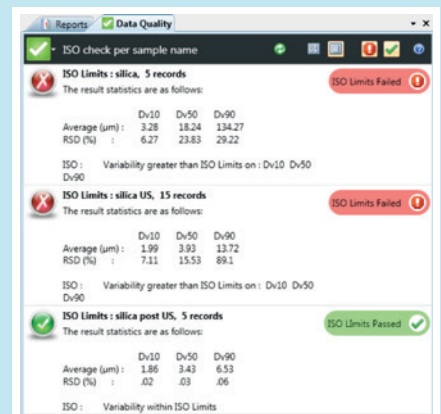 Reports Data Quality
ISO check per sample name
ISO Limits : silica, 5 records
ISO Limits Failed
The result statistics are as follows:
Dv10 Dv50 Dv90
Average (μm) : 3.28 18.24 134.27
RSD (%) : 6.27 23.83 29.22
ISO : Variability greater than ISO Limits on : Dv10 Dv50
Dv90
ISO Limits : silica US, 15 records
ISO Limits Failed
The result statistics are as follows:
Dv10 Dv50 Dv90
Average (μm) : 1.99 3.93 13.72
RSD (%) : 7.11 15.53 89.1
ISO : Variability greater than ISO Limits on : Dv10 Dv50
Dv90
ISO Limits : silica post US, 5 records
ISO LImits Passed
The result statistics are as follows:
Dv10 Dv50 Dv90
Average (μm) : 1.86 3.43 6.53
RSD (%) : .02 .03 .06
ISO : Variability within ISO Limits